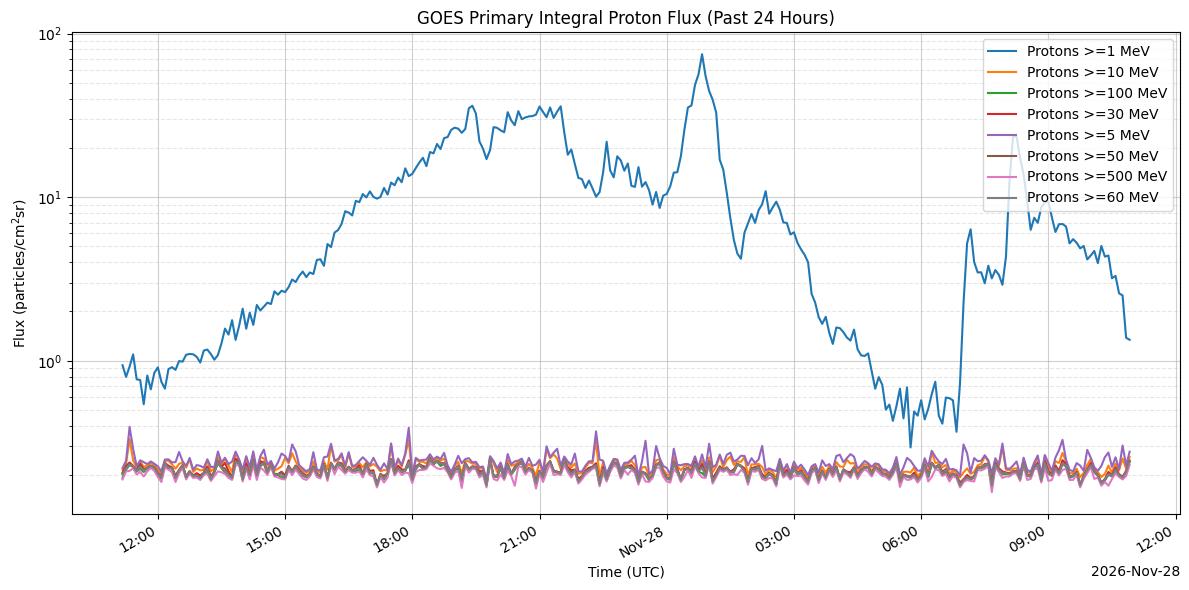 GOES Primary Integral Proton Flux (Past 24 Hours)
10²
10¹
10⁰
Flux (particles/cm²sr)
Protons >=1 MeV
Protons >=10 MeV
Protons >=100 MeV
Protons >=30 MeV
Protons >=5 MeV
Protons >=50 MeV
Protons >=500 MeV
Protons >=60 MeV
12:00
15:00
18:00
21:00
Nov-28
03:00
06:00
09:00
12:00
Time (UTC)
2026-Nov-28